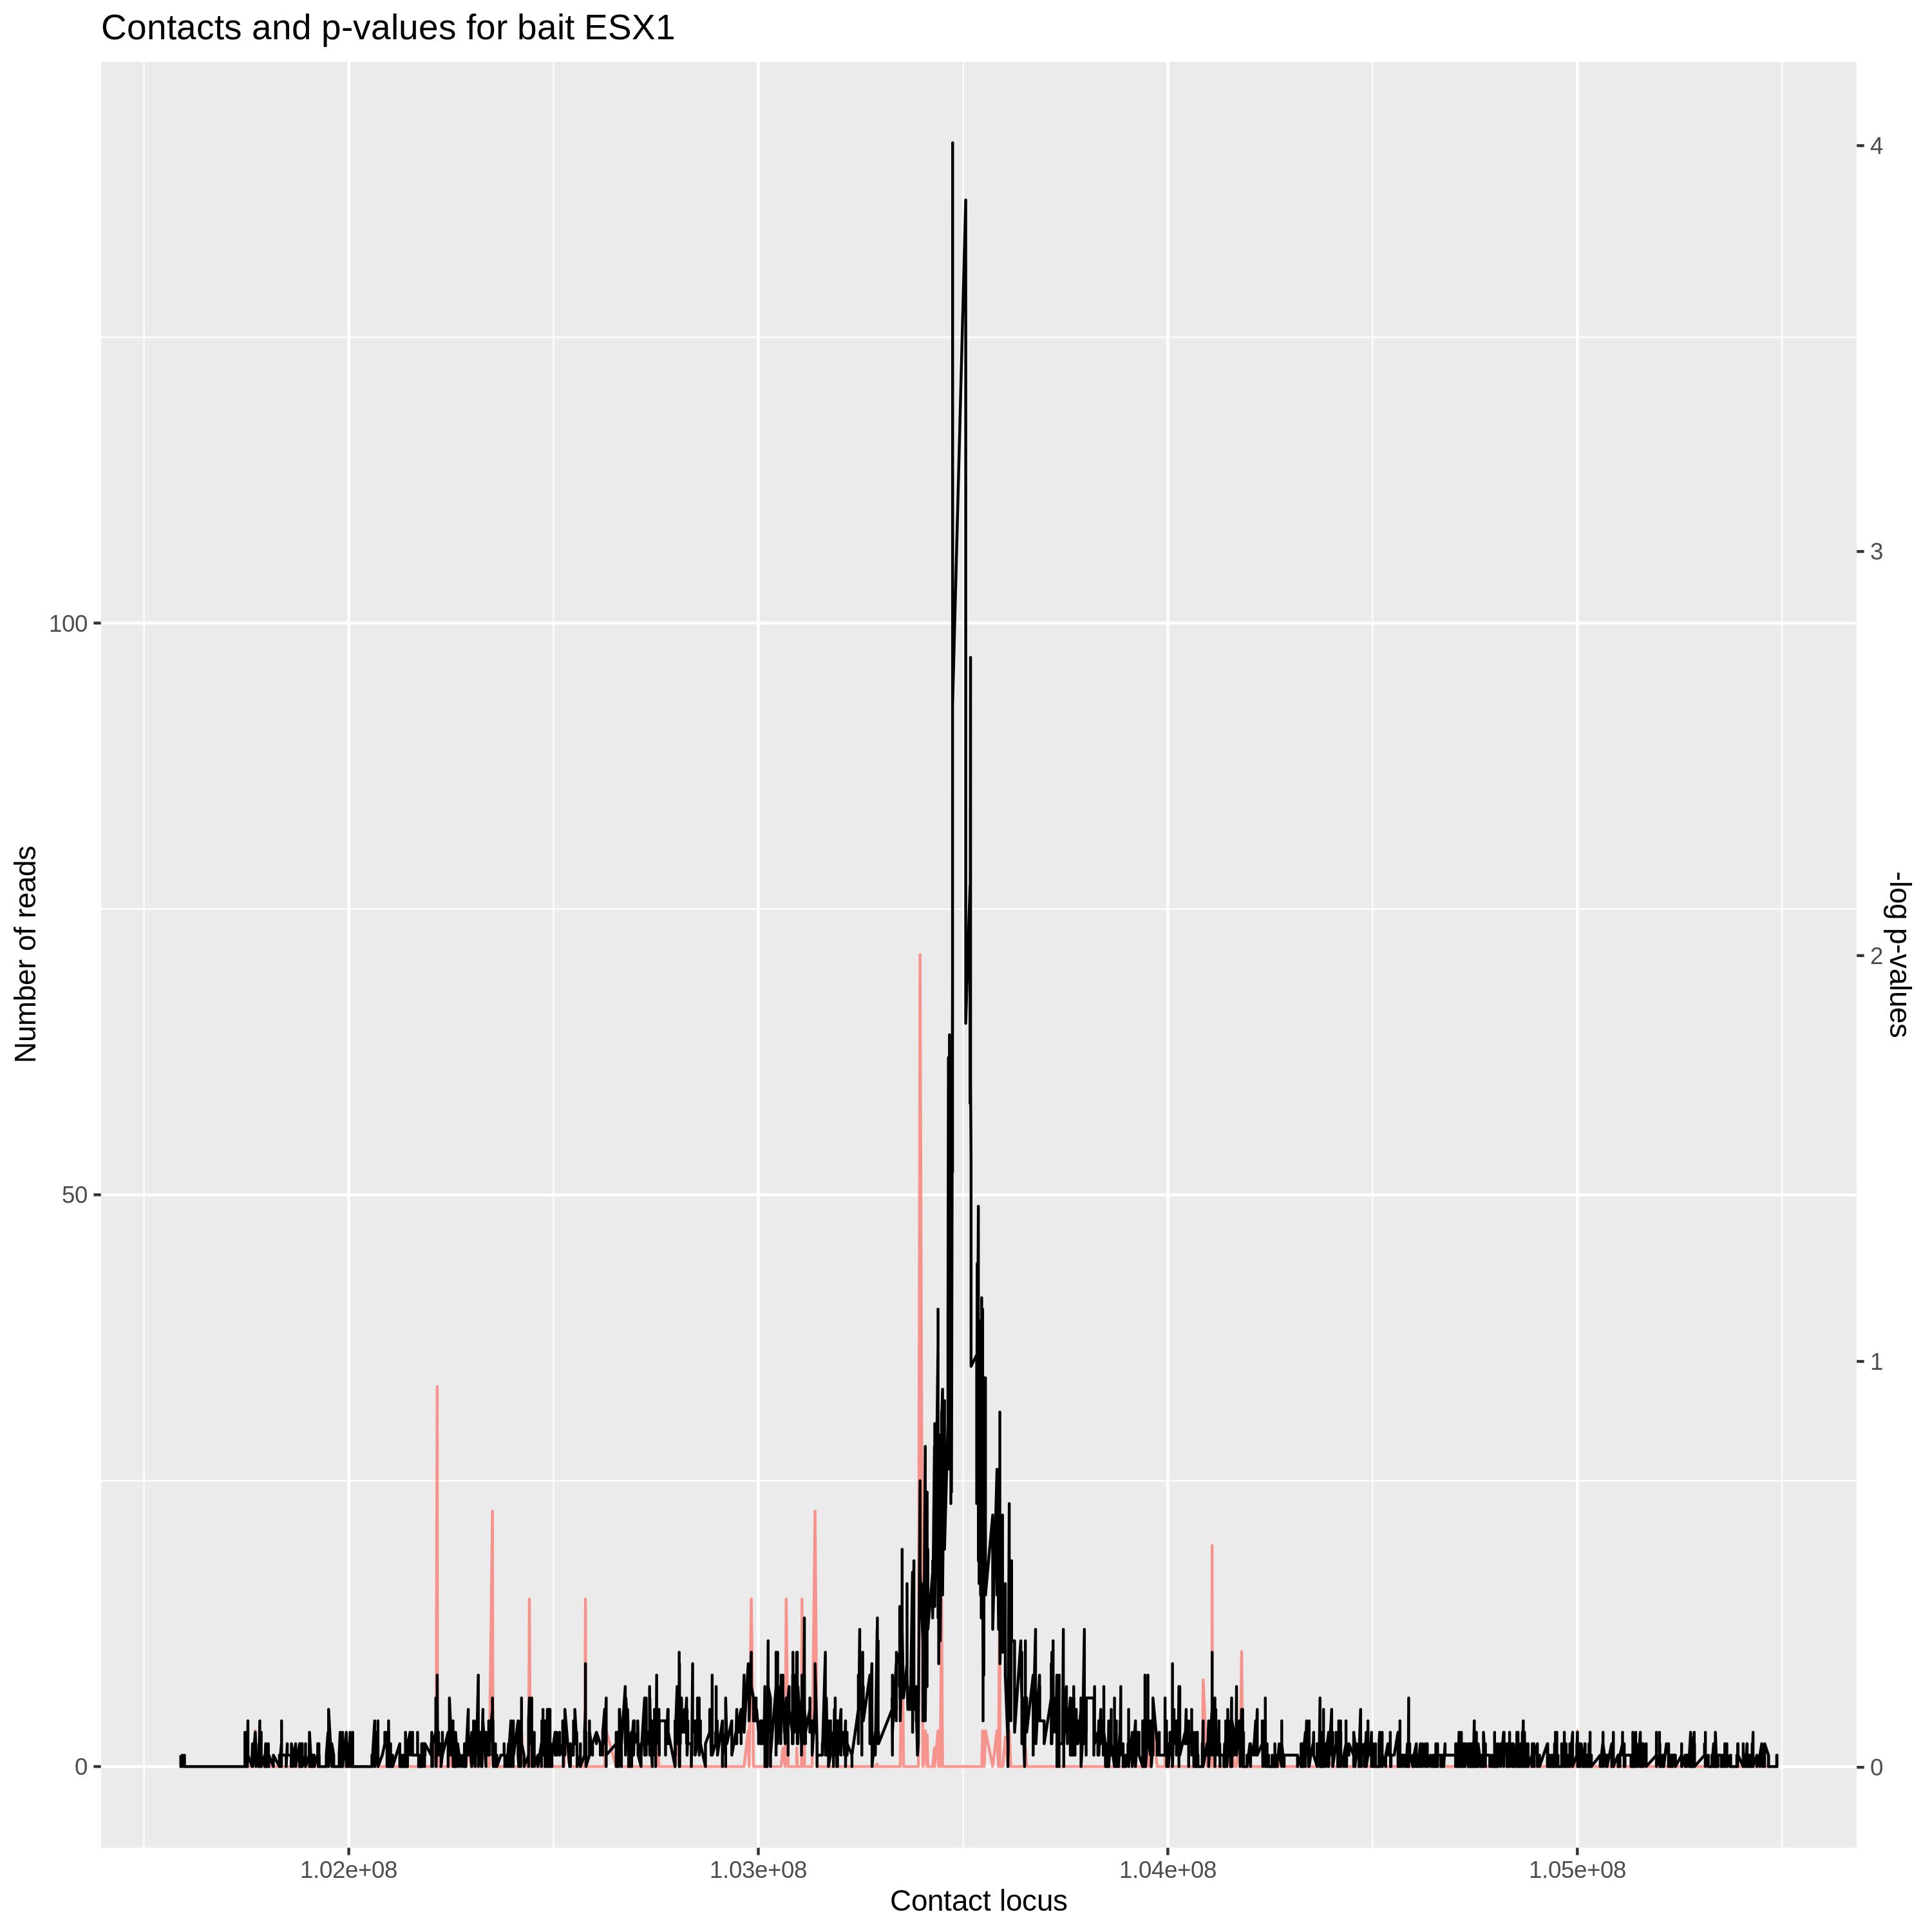 Contacts and p-values for bait ESX1
Number of reads
100
50
0
4
3
2
1
0
-log p-values
1.02e+08
1.03e+08
1.04e+08
1.05e+08
Contact locus